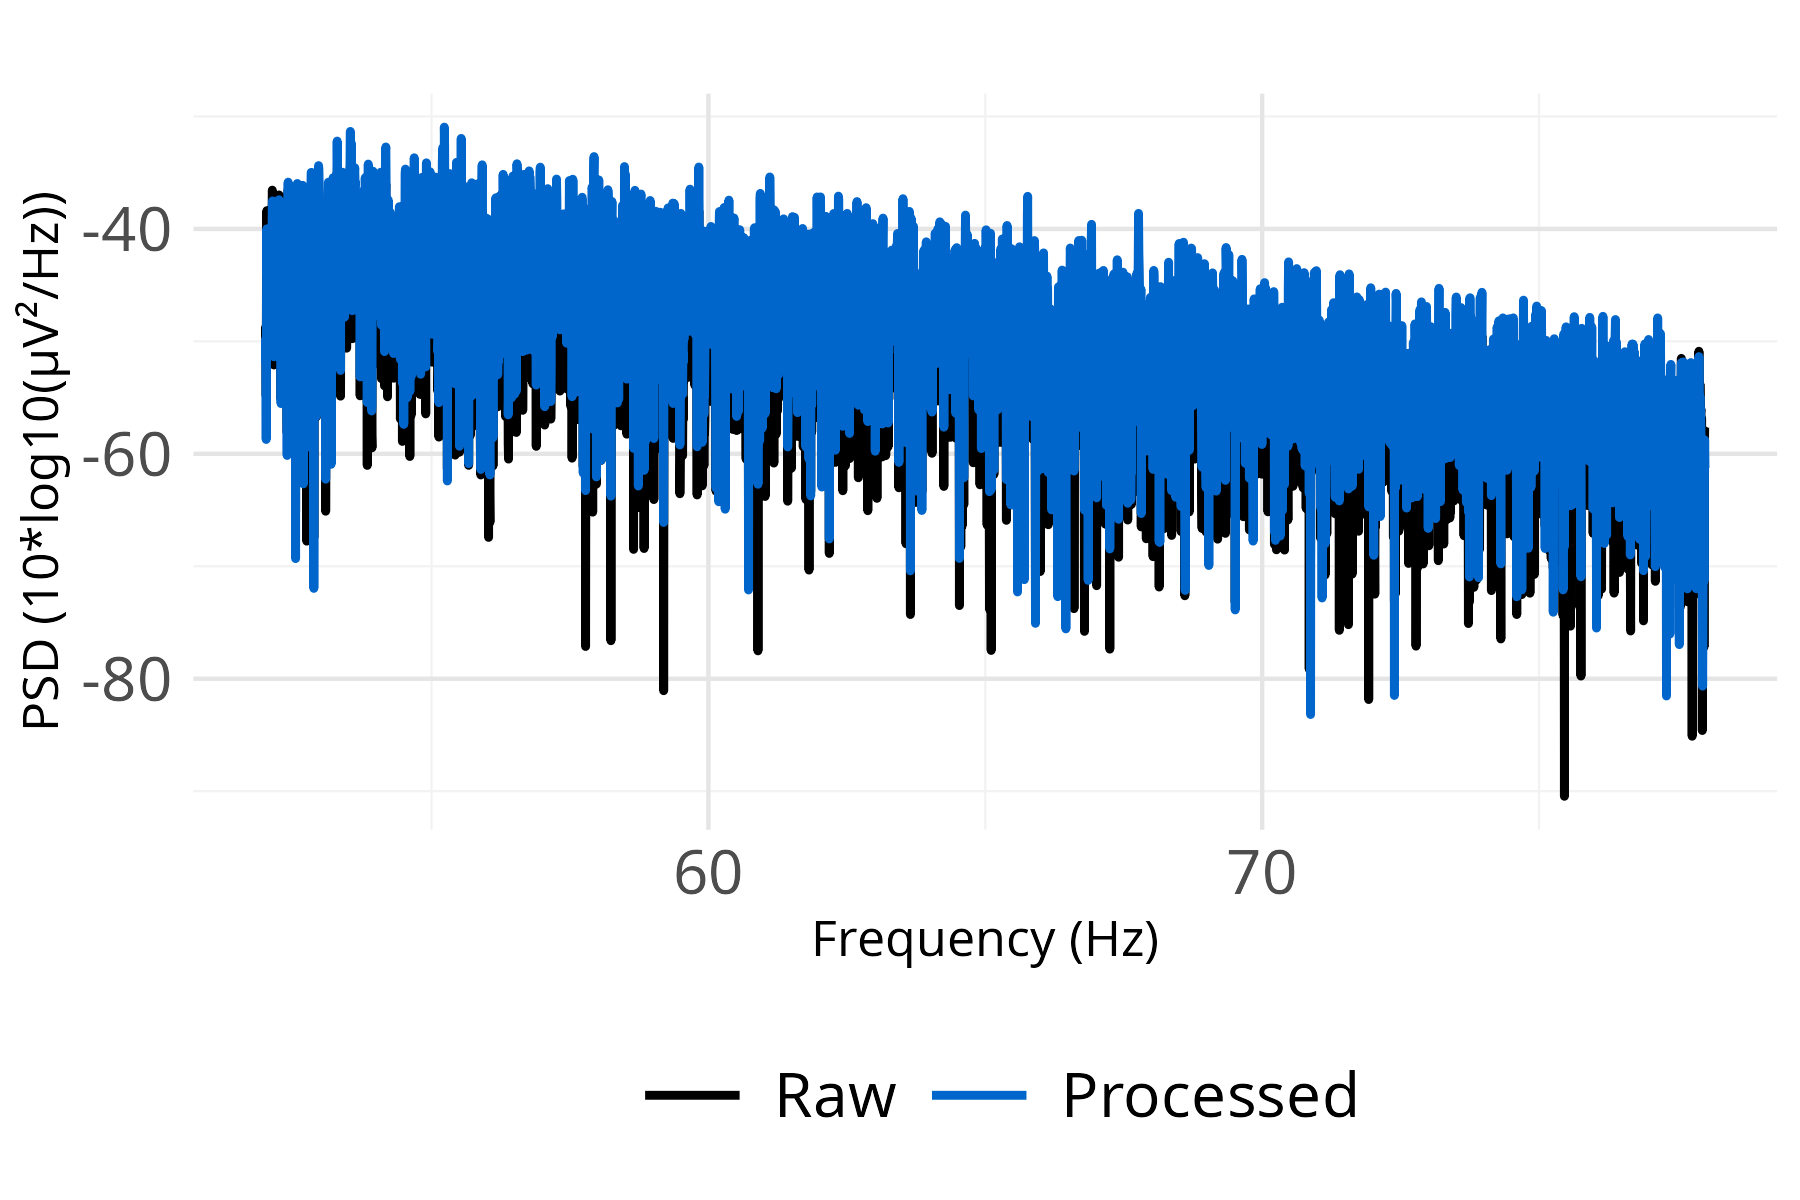 PSD (10*log10(µV²/Hz))
-40
-60
-80
60 70
Frequency (Hz)
Raw Processed